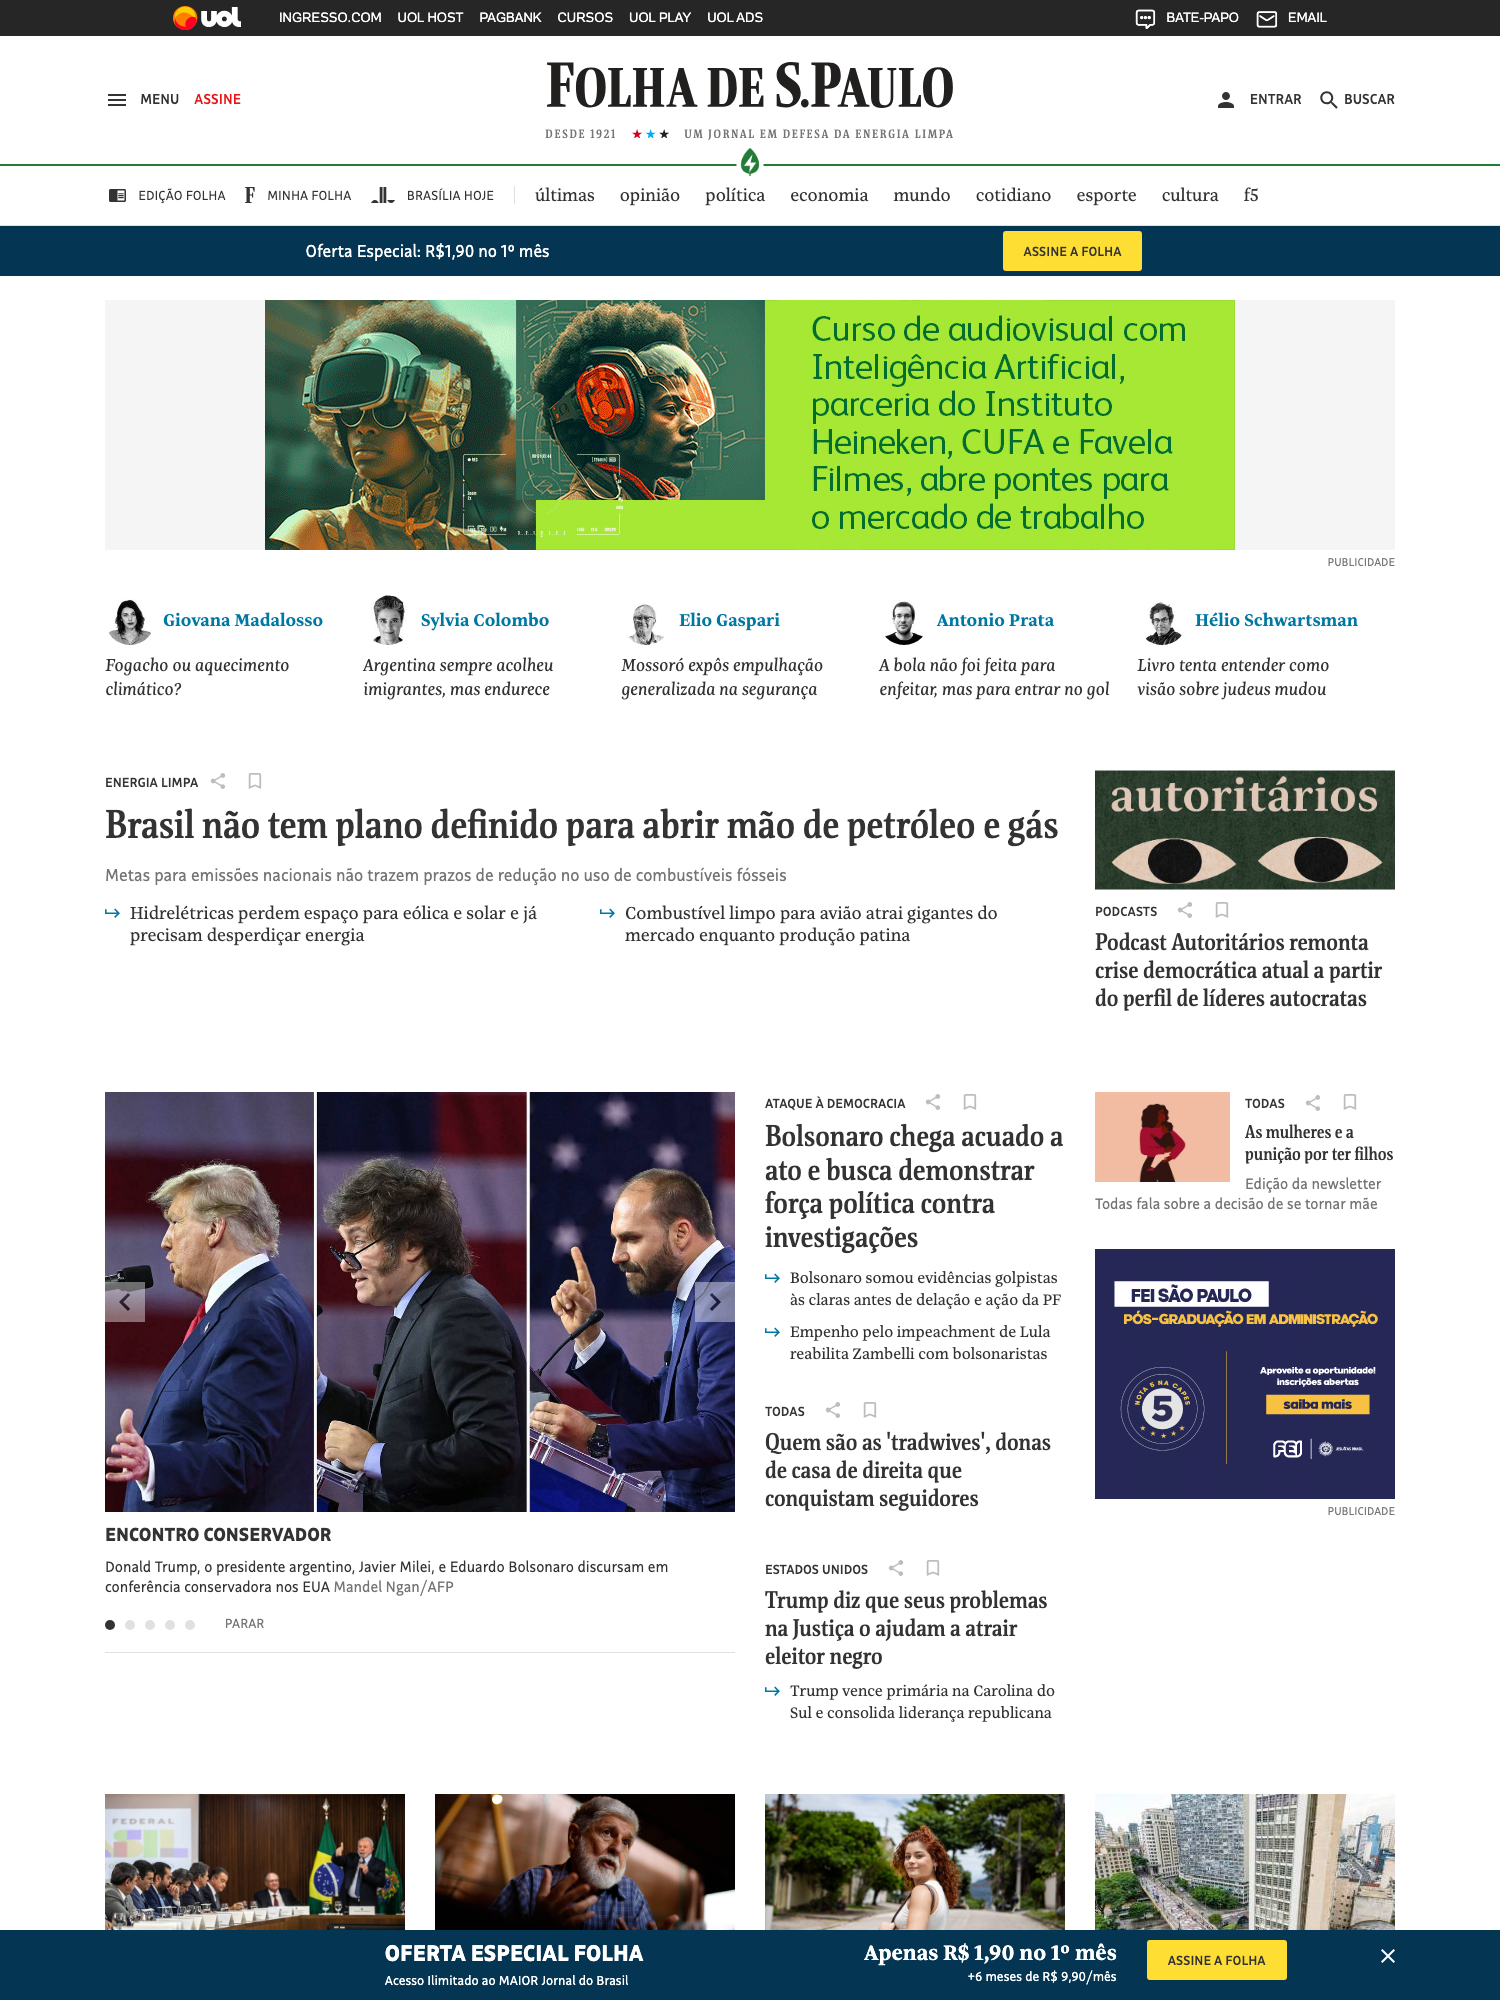 uol
INGRESSO.COM UOL HOST PAGBANK CURSOS UOL PLAY UOL ADS BATE-PAPO EMAIL
MENU ASSINE
FOLHA DE S.PAULO
ENTRAR BUSCAR
DESDE 1921 ★★★ UM JORNAL EM DEFESA DA ENERGIA LIMPA
EDIÇÃO FOLHA F MINHA FOLHA BRASÍLIA HOJE últimas opinião política economia mundo cotidiano esporte cultura f5
Oferta Especial: R$1,90 no 1º mês ASSINE A FOLHA
Curso de audiovisual com
Inteligência Artificial,
parceria do Instituto
Heineken, CUFA e Favela
Filmes, abre pontes para
o mercado de trabalho
PUBLICIDADE
Giovana Madalosso
Fogacho ou aquecimento
climático?
Sylvia Colombo
Argentina sempre acolheu
imigrantes, mas endurece
Elio Gaspari
Mossoró expôs empulhação
generalizada na segurança
Antonio Prata
A bola não foi feita para
enfeitar, mas para entrar no gol
Hélio Schwartsman
Livro tenta entender como
visão sobre judeus mudou
ENERGIA LIMPA
Brasil não tem plano definido para abrir mão de petróleo e gás
Metas para emissões nacionais não trazem prazos de redução no uso de combustíveis fósseis
Hidrelétricas perdem espaço para eólica e solar e já
precisam desperdiçar energia
Combustível limpo para avião atrai gigantes do
mercado enquanto produção patina
autoritários
PODCASTS
Podcast Autoritários remonta
crise democrática atual a partir
do perfil de líderes autocratas
ENCONTRO CONSERVADOR
Donald Trump, o presidente argentino, Javier Milei, e Eduardo Bolsonaro discursam em
conferência conservadora nos EUA Mandel Ngan/AFP
PARAR
ATAQUE À DEMOCRACIA
Bolsonaro chega acuado a
ato e busca demonstrar
força política contra
investigações
Bolsonaro somou evidências golpistas
às claras antes de delação e ação da PF
Empenho pelo impeachment de Lula
reabilita Zambelli com bolsonaristas
TODAS
Quem são as 'tradwives', donas
de casa de direita que
conquistam seguidores
ESTADOS UNIDOS
Trump diz que seus problemas
na Justiça o ajudam a atrair
eleitor negro
Trump vence primária na Carolina do
Sul e consolida liderança republicana
TODAS
As mulheres e a
punição por ter filhos
Edição da newsletter
Todas fala sobre a decisão de se tornar mãe
FEI SÃO PAULO
PÓS-GRADUAÇÃO EM ADMINISTRAÇÃO
NOTA 5 NA CAPES
5
Aproveite a oportunidade!
inscrições abertas
saiba mais
FEI JESUÍTAS BRASIL
PUBLICIDADE
FEDERAL
OFERTA ESPECIAL FOLHA
Acesso Ilimitado ao MAIOR Jornal do Brasil
Apenas R$ 1,90 no 1º mês
+6 meses de R$ 9,90/mês
ASSINE A FOLHA